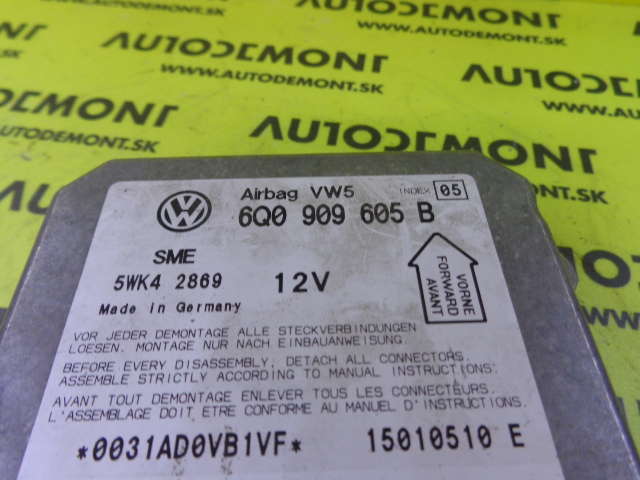 AUTODEMONT
WWW.AUTODEMONT.SK
AUTODEMONT
WWW.AUTODEMONT.SK
AUTODEMONT
WWW.AUTODEMONT.SK
AUTODEMONT
Airbag VW5 INDEX 05
6Q0 909 605 B
SME
5WK4 2869 12V
Made in Germany
VORNE
FORWARD
AVANT
VOR JEDER DEMONTAGE ALLE STECKVERBINDUNGEN
LOESEN. MONTAGE NUR NACH EINBAUANWEISUNG.
BEFORE EVERY DISASSEMBLY, DETACH ALL CONNECTORS.
ASSEMBLE STRICTLY ACCORDING TO MANUAL INSTRUCTIONS.
AVANT TOUT DEMONTAGE ENLEVER TOUS LES CONNECTEURS.
L'ASSEMBLAGE DOIT ETRE CONFORME AU MANUEL D'INSTRUCTIONS.
*0031AD0VB1VF* 15010510 E